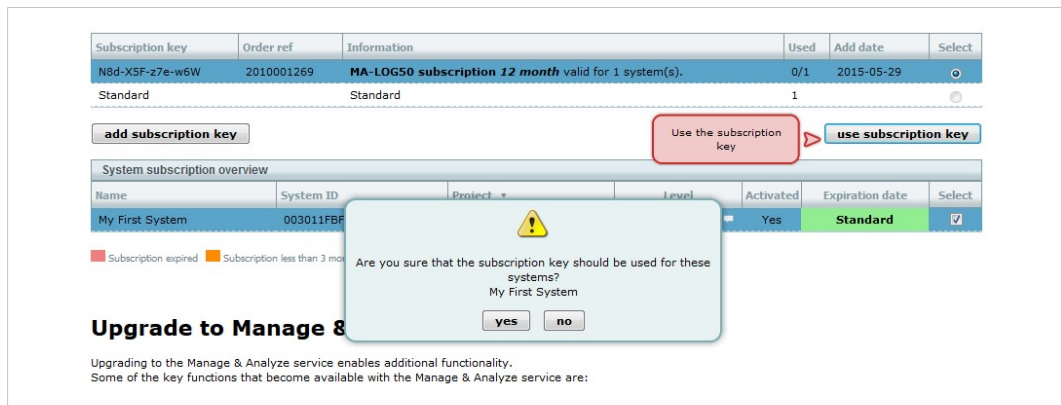 Subscription key Order ref Information Used Add date Select
N8d-X5F-z7e-w6W 2010001269 MA-LOG50 subscription 12 month valid for 1 system(s). 0/1 2015-05-29
Standard Standard 1
add subscription key Use the subscription use subscription key
key
System subscription overview
Name System ID Project Level Activated Expiration date Select
My First System 003011FBF Yes Standard
Subscription expired Subscription less than 3 mo
Are you sure that the subscription key should be used for these
systems?
My First System
yes no
Upgrade to Manage &
Upgrading to the Manage & Analyze service enables additional functionality.
Some of the key functions that become available with the Manage & Analyze service are: